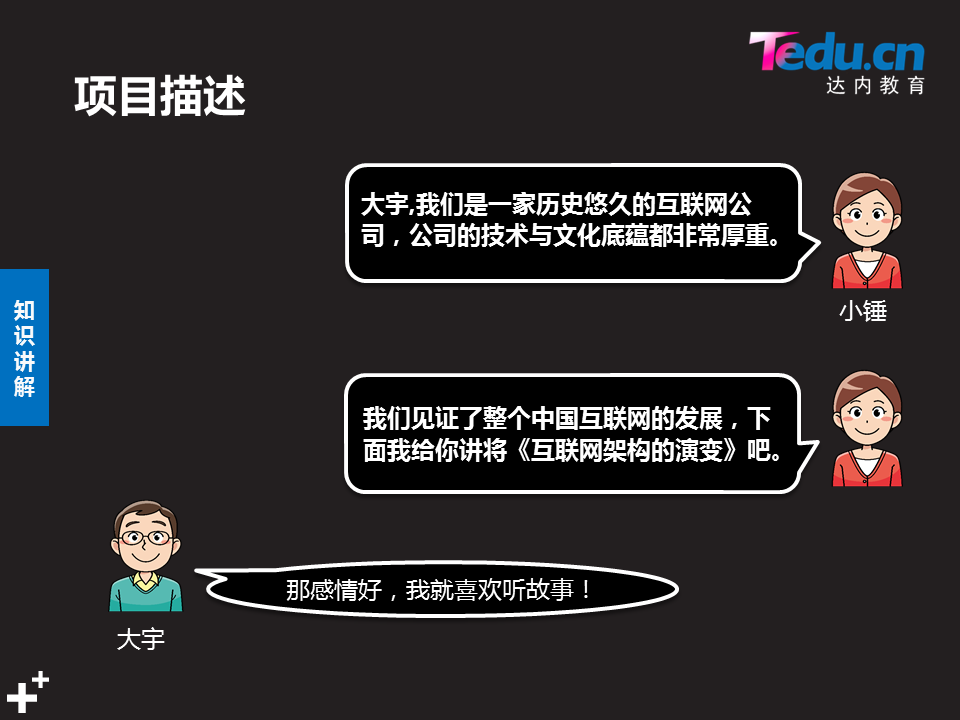 Tedu.cn
达内教育
项目描述
大宇,我们是一家历史悠久的互联网公
司，公司的技术与文化底蕴都非常厚重。
小锤
知识讲解
我们见证了整个中国互联网的发展，下
面我给你讲将《互联网架构的演变》吧。
那感情好，我就喜欢听故事！
大宇